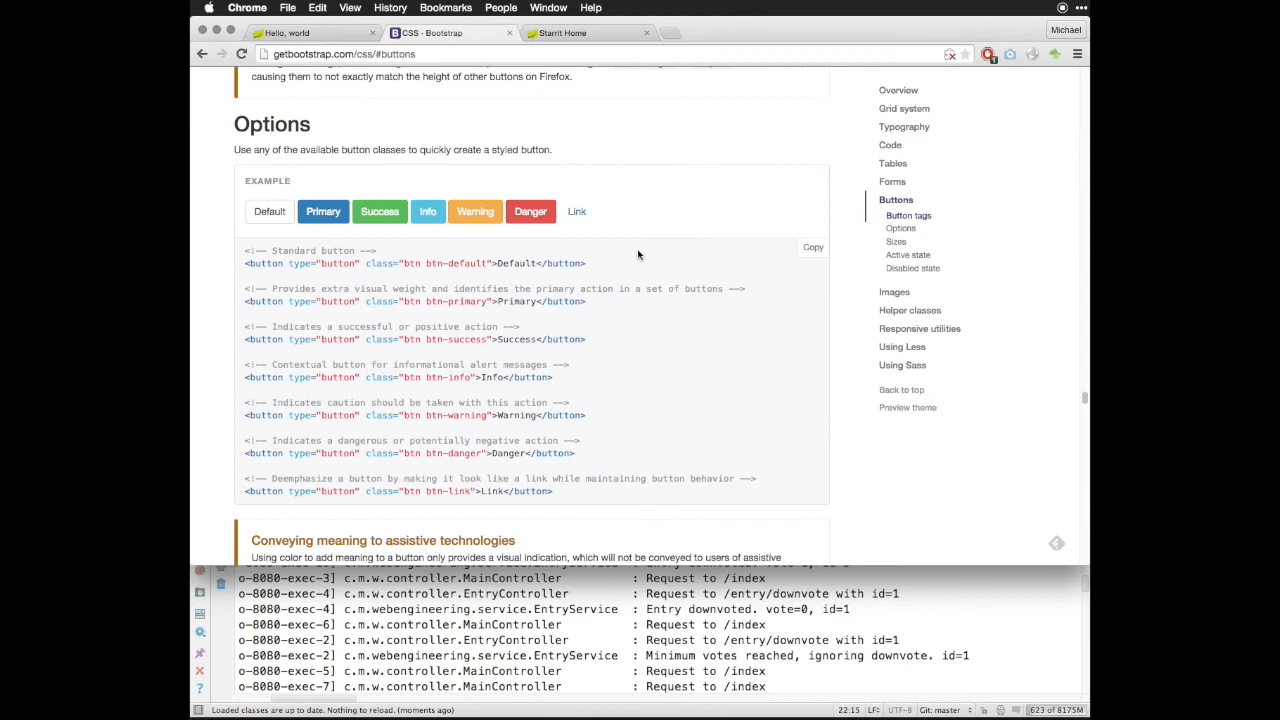 Chrome File Edit View History Bookmarks People Window Help
Hello, world
CSS · Bootstrap
Starrit Home
Michael
getbootstrap.com/css/#buttons
causing them to not exactly match the height of other buttons on Firefox.
Options
Use any of the available button classes to quickly create a styled button.
EXAMPLE
Default Primary Success Info Warning Danger Link
Copy
<!-- Standard button -->
<button type="button" class="btn btn-default">Default</button>
<!-- Provides extra visual weight and identifies the primary action in a set of buttons -->
<button type="button" class="btn btn-primary">Primary</button>
<!-- Indicates a successful or positive action -->
<button type="button" class="btn btn-success">Success</button>
<!-- Contextual button for informational alert messages -->
<button type="button" class="btn btn-info">Info</button>
<!-- Indicates caution should be taken with this action -->
<button type="button" class="btn btn-warning">Warning</button>
<!-- Indicates a dangerous or potentially negative action -->
<button type="button" class="btn btn-danger">Danger</button>
<!-- Deemphasize a button by making it look like a link while maintaining button behavior -->
<button type="button" class="btn btn-link">Link</button>
Conveying meaning to assistive technologies
Using color to add meaning to a button only provides a visual indication, which will not be conveyed to users of assistive
Overview
Grid system
Typography
Code
Tables
Forms
Buttons
Button tags
Options
Sizes
Active state
Disabled state
Images
Helper classes
Responsive utilities
Using Less
Using Sass
Back to top
Preview theme
o-8080-exec-3] c.m.w.controller.MainController : Request to /index
o-8080-exec-4] c.m.w.controller.EntryController : Request to /entry/downvote with id=1
o-8080-exec-4] c.m.webengineering.service.EntryService : Entry downvoted. vote=0, id=1
o-8080-exec-6] c.m.w.controller.MainController : Request to /index
o-8080-exec-2] c.m.w.controller.EntryController : Request to /entry/downvote with id=1
o-8080-exec-2] c.m.webengineering.service.EntryService : Minimum votes reached, ignoring downvote. id=1
o-8080-exec-5] c.m.w.controller.MainController : Request to /index
o-8080-exec-7] c.m.w.controller.MainController : Request to /index
Loaded classes are up to date. Nothing to reload. (moments ago) 22:15 LF÷ UTF-8 Git: master 623 of 8175M